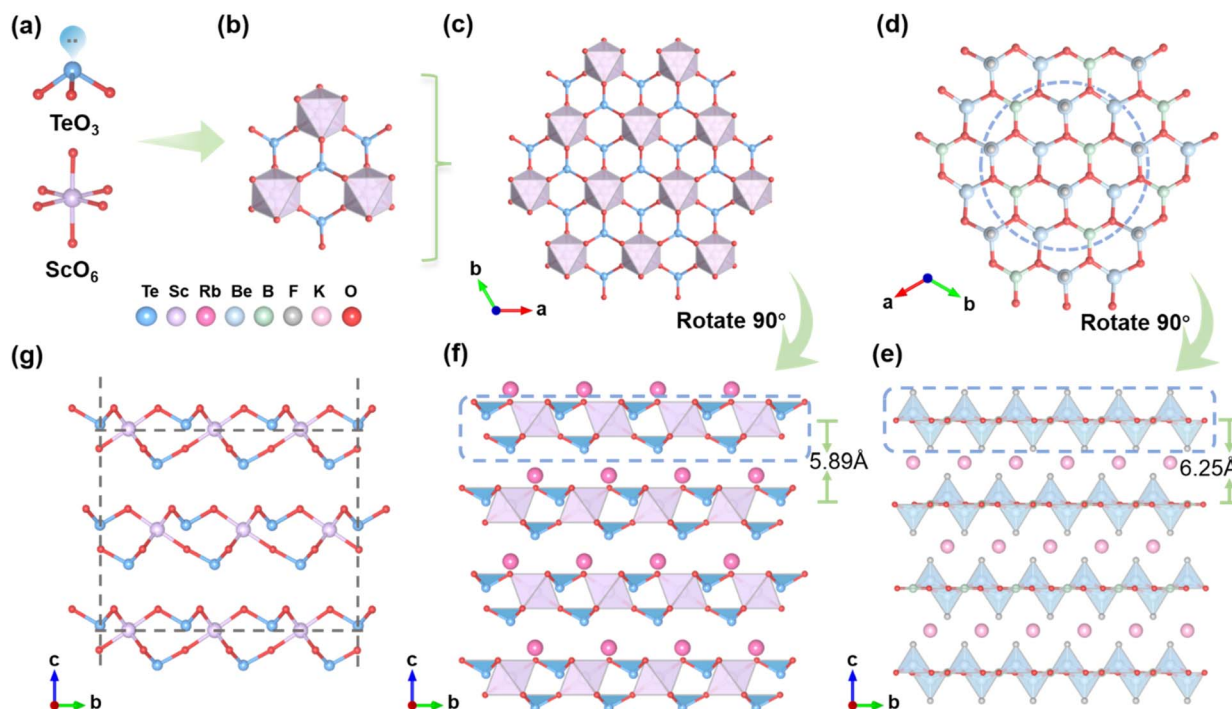 (a)
TeO3
ScO6
(b)
Te Sc Rb Be B F K O
(c)
b
a
Rotate 90°
(d)
a
b
Rotate 90°
(g)
c
b
(f)
5.89Å
c
b
(e)
6.25Å
c
b